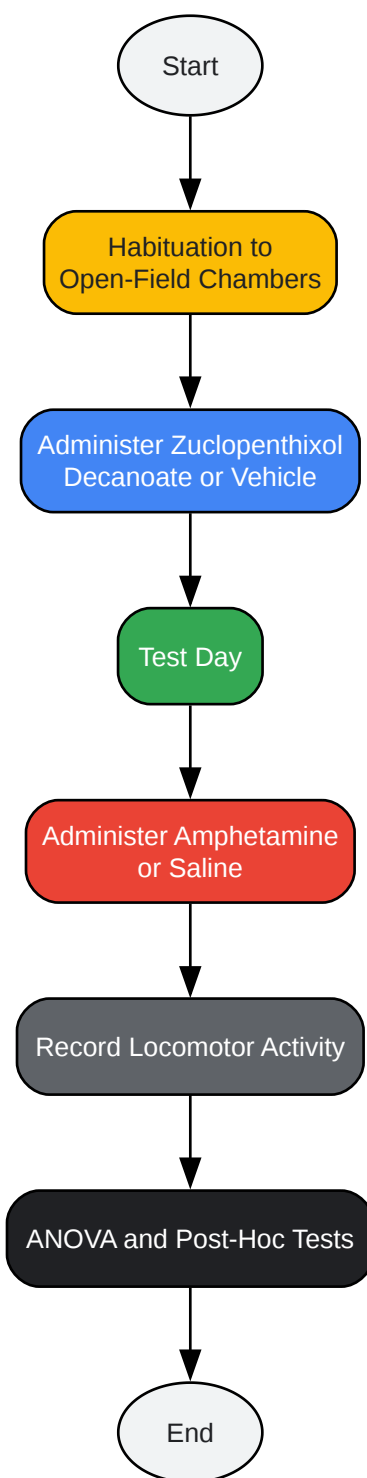 Start
Habituation to
Open-Field Chambers
Administer Zuclopenthixol
Decanoate or Vehicle
Test Day
Administer Amphetamine
or Saline
Record Locomotor Activity
ANOVA and Post-Hoc Tests
End